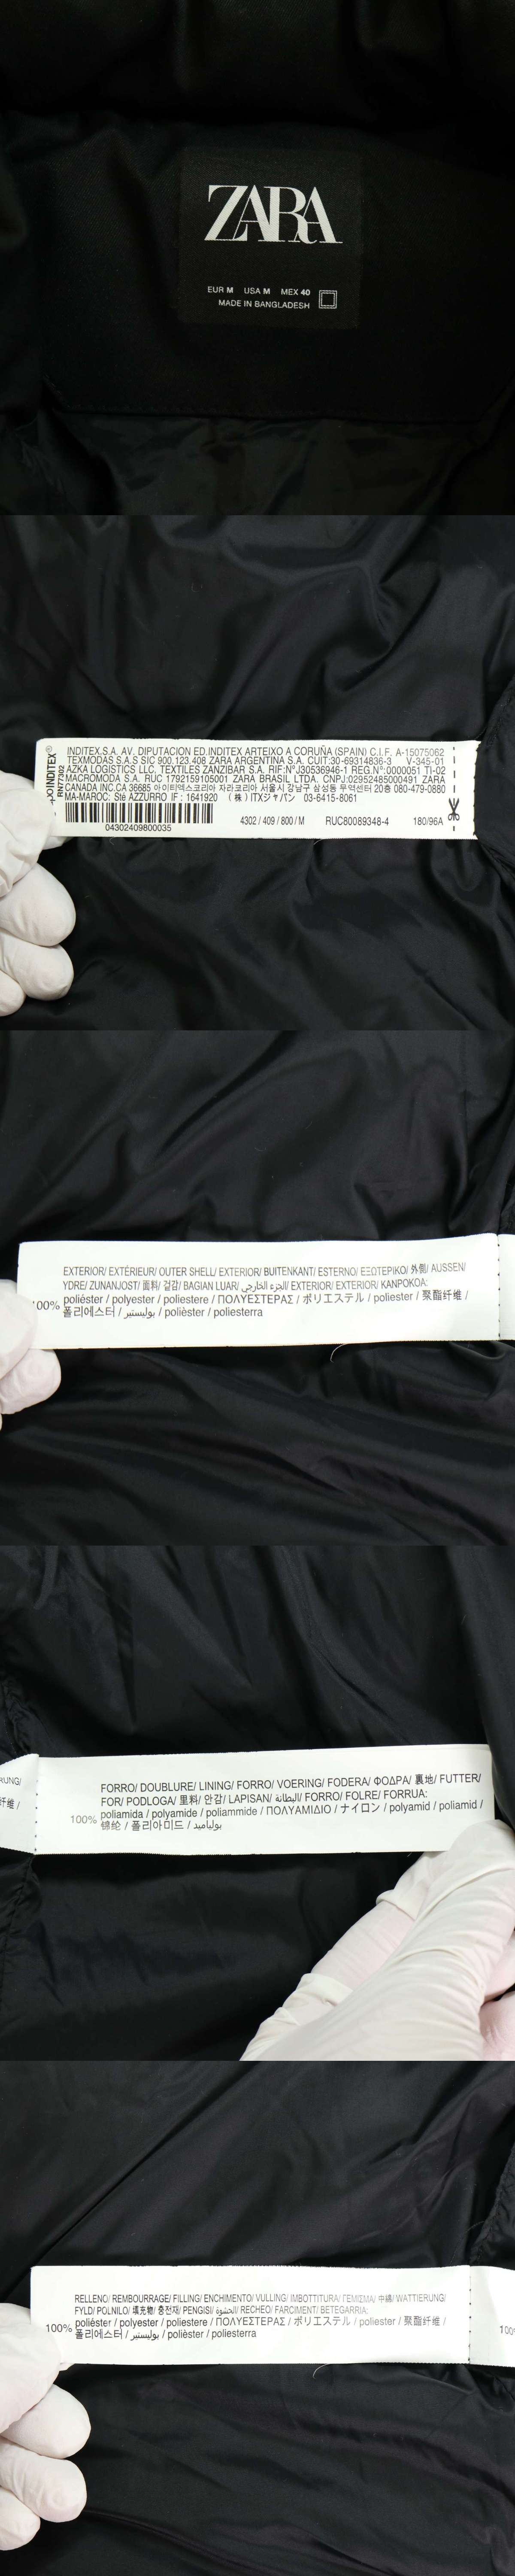 ZARA
EUR M USA M MEX 40
MADE IN BANGLADESH
INDITEX®
RN77302
INDITEX,S.A. AV. DIPUTACION ED.INDITEX ARTEIXO A CORUÑA (SPAIN) C.I.F. A-15075062
TEXMODAS S.A.S SIC 900.123.408 ZARA ARGENTINA S.A. CUIT:30-69314836-3 V-345-01
AZKA LOGISTICS LLC. TEXTILES ZANZIBAR S.A. RIF:NºJ30636946-1 REG.Nº:0000051 TI-02
MACROMODA S.A. RUC 1792159105001 ZARA BRASIL LTDA. CNPJ:02952485000491 ZARA
CANADA INC.CA 36685 아이티엑스코리아 자라코리아 서울시 강남구 삼성동 무역센터 20층 080-479-0880
MA-MAROC: Sté AZZURRO IF : 1641920 (株) ITXジャパン 03-6415-8061
04302409800035
4302 / 409 / 800 / M RUC80089348-4 180/96A
EXTERIOR/ EXTÉRIEUR/ OUTER SHELL/ EXTERIOR/ BUITENKANT/ ESTERNO/ ΕΞΩΤΕΡΙΚΟ/ 外側/ AUSSEN/
YDRE/ ZUNANJOST/ 面料/ 겉감/ BAGIAN LUAR/ الجزء الخارجي/ EXTERIOR/ EXTERIOR/ KANPOKOA:
100% poliéster / polyester / poliestere / ΠΟΛΥΕΣΤΕΡΑΣ / ポリエステル / poliester / 聚酯纤维 /
폴리에스터 / بوليستير / polièster / poliesterra
FORRO/ DOUBLURE/ LINING/ FORRO/ VOERING/ FODERA/ ΦΟΔΡΑ/ 裏地/ FUTTER/
FOR/ PODLOGA/ 里料/ 안감/ LAPISAN/ البطانة/ FORRO/ FOLRE/ FORRUA:
100% poliamida / polyamide / poliammide / ΠΟΛΥΑΜΙΔΙΟ / ナイロン / polyamid / poliamid /
锦纶 / 폴리아미드 / بولياميد
RELLENO/ REMBOURRAGE/ FILLING/ ENCHIMENTO/ VULLING/ IMBOTTITURA/ ΓΕΜΙΣΜΑ/ 中綿/ WATTIERUNG/
FYLD/ POLNILO/ 填充物/ 충전재/ PENGISI/ الحشوة/ RECHEO/ FARCIMENT/ BETEGARRIA:
100% poliéster / polyester / poliestere / ΠΟΛΥΕΣΤΕΡΑΣ / ポリエステル / poliester / 聚酯纤维 /
폴리에스터 / بوليستير / polièster / poliesterra